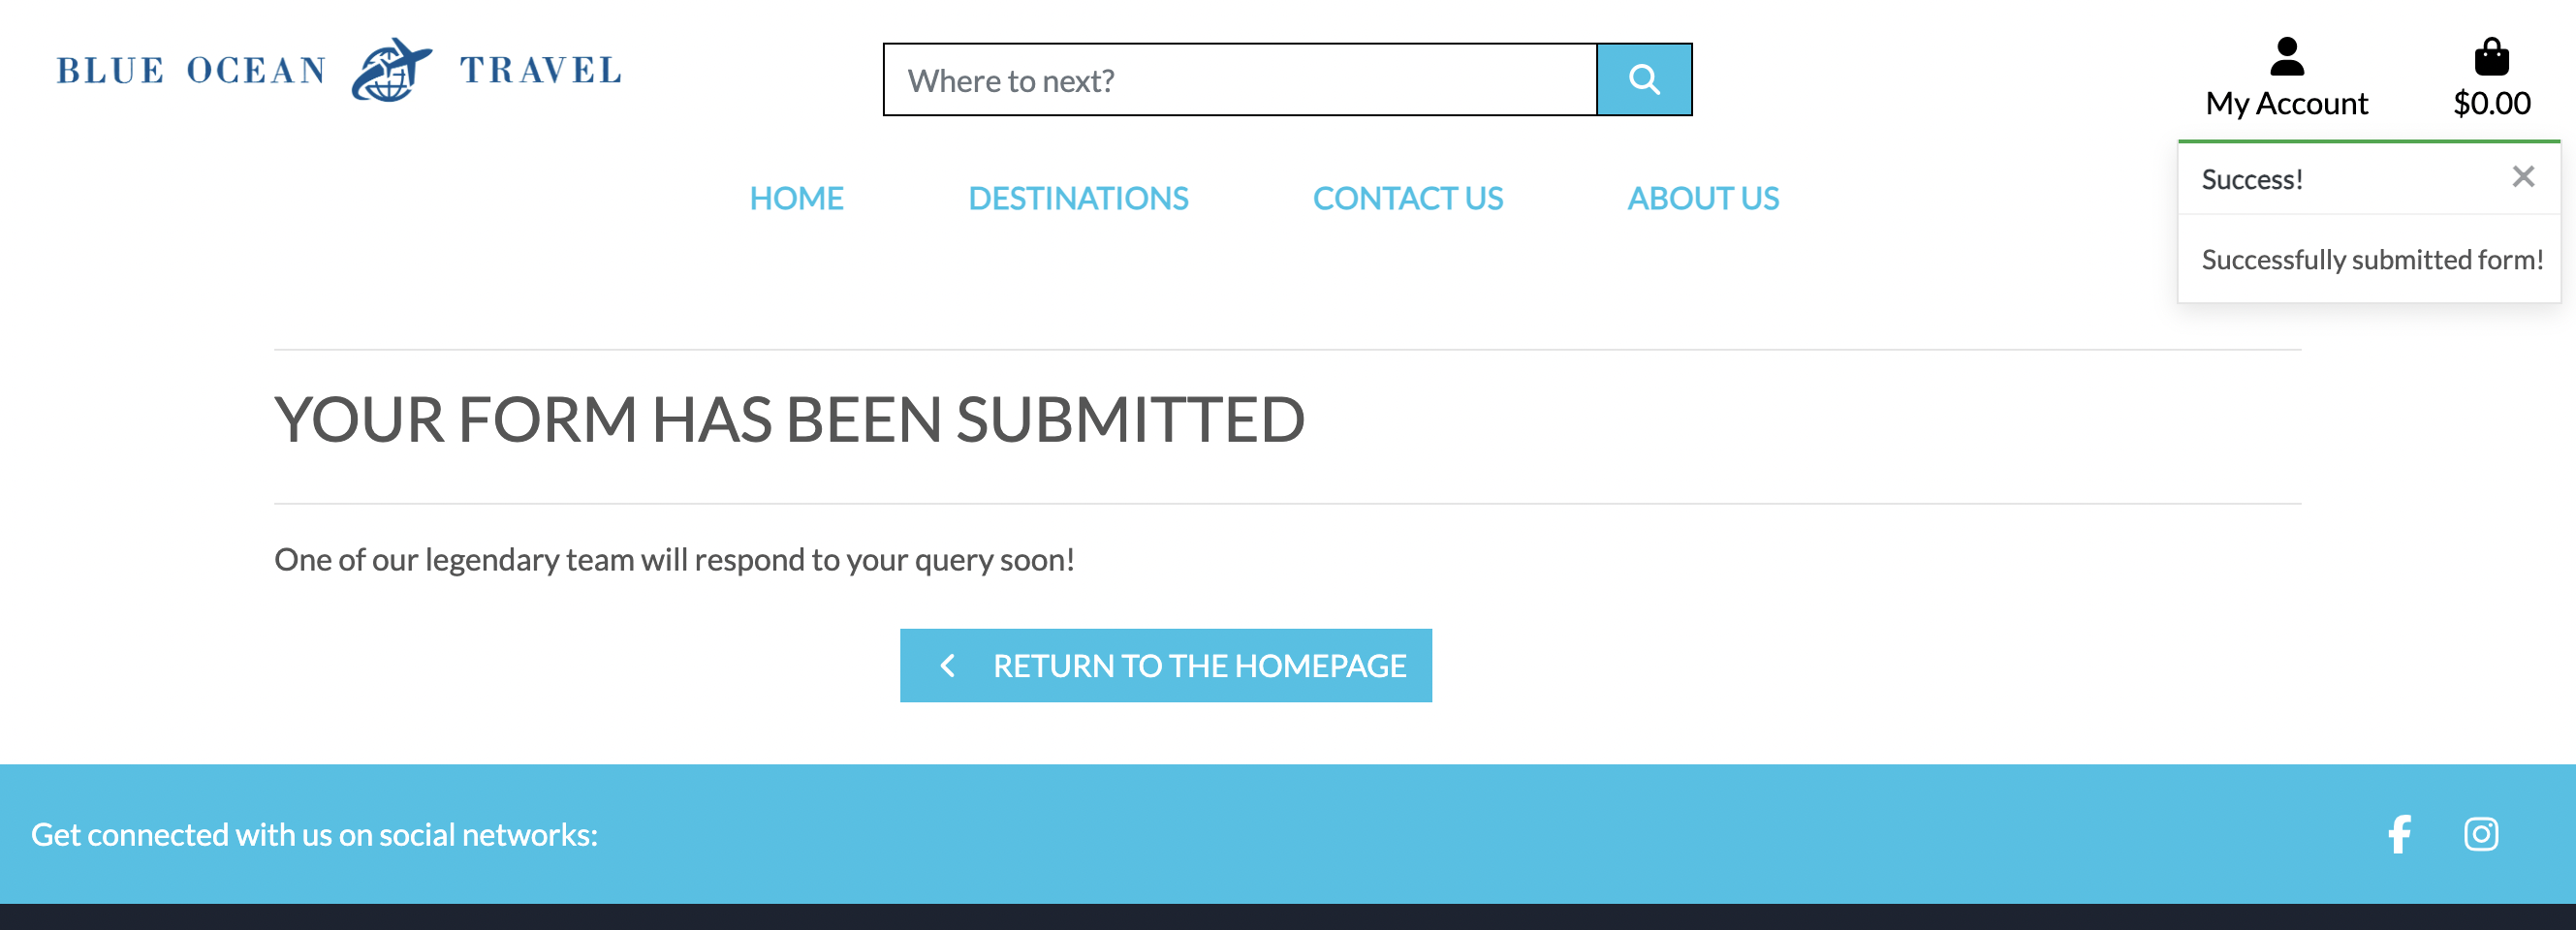 BLUE OCEAN TRAVEL
Where to next?
My Account
$0.00
HOME DESTINATIONS CONTACT US ABOUT US
Success!
Successfully submitted form!
YOUR FORM HAS BEEN SUBMITTED
One of our legendary team will respond to your query soon!
RETURN TO THE HOMEPAGE
Get connected with us on social networks: